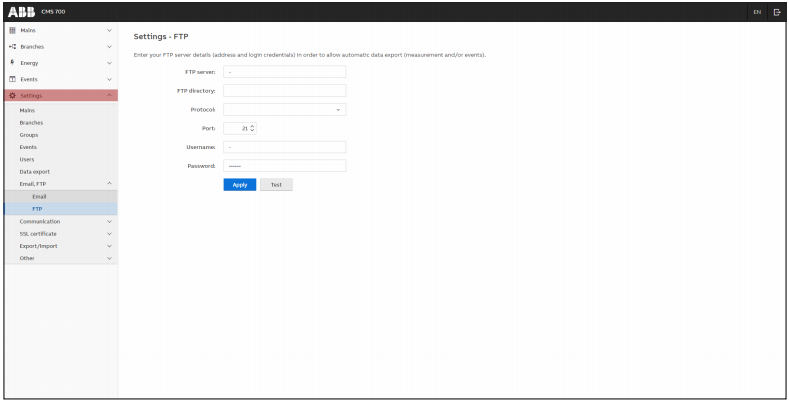 ABB CMS 700
EN
Mains
Branches
Energy
Events
Settings
Mains
Branches
Groups
Events
Users
Data export
Email, FTP
Email
FTP
Communication
SSL certificate
Export/Import
Other
Settings - FTP
Enter your FTP server details (address and login credentials) in order to allow automatic data export (measurement and/or events).
FTP server: -
FTP directory:
Protocol:
Port: 21
Username: -
Password: ••••••
Apply Test